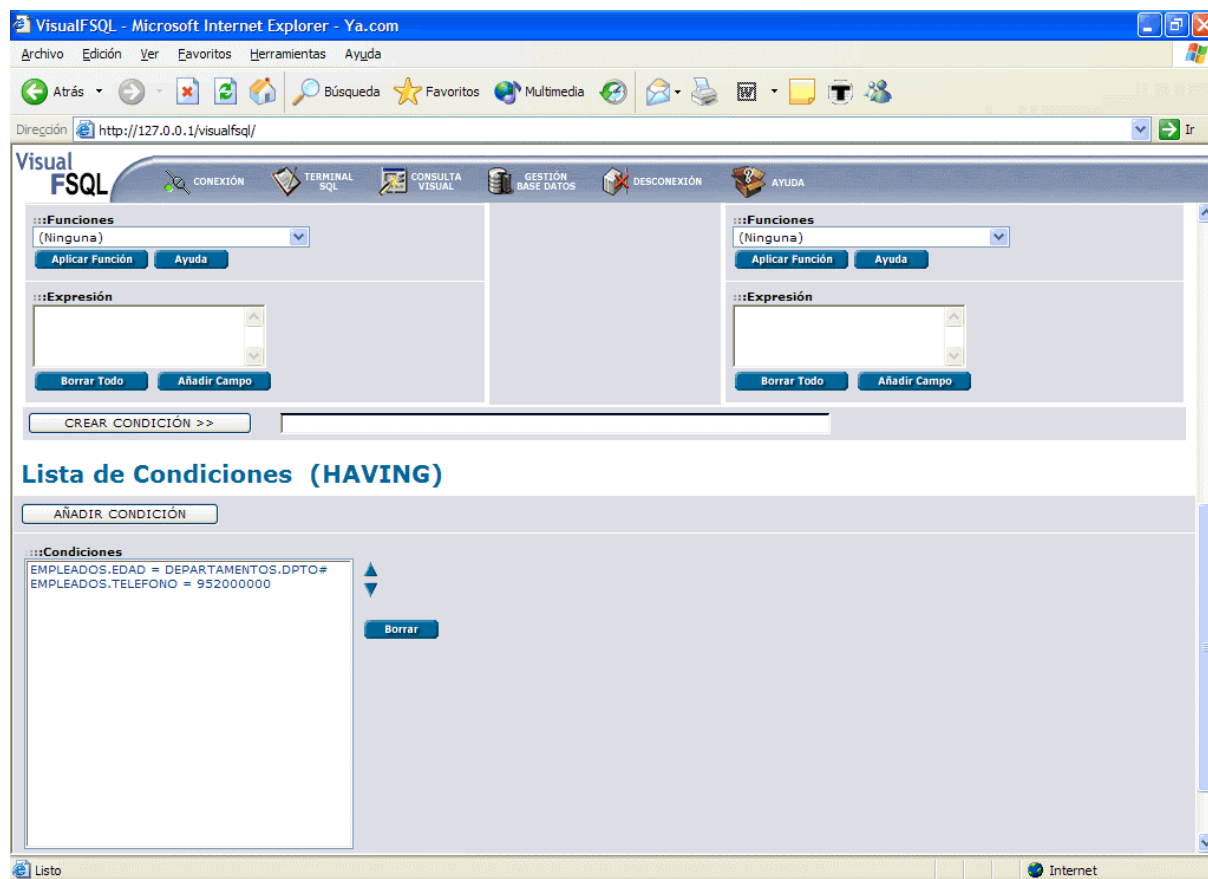 VisualFSQL - Microsoft Internet Explorer - Ya.com
Archivo Edición Ver Favoritos Herramientas Ayuda
Atrás Búsqueda Favoritos Multimedia
Dirección http://127.0.0.1/visualfsql/ Ir
Visual
FSQL
CONEXIÓN
TERMINAL
SQL
CONSULTA
VISUAL
GESTIÓN
BASE DATOS
DESCONEXIÓN
AYUDA
:::Funciones
(Ninguna)
Aplicar Función Ayuda
:::Expresión
Borrar Todo Añadir Campo
:::Funciones
(Ninguna)
Aplicar Función Ayuda
:::Expresión
Borrar Todo Añadir Campo
CREAR CONDICIÓN >>
Lista de Condiciones (HAVING)
AÑADIR CONDICIÓN
::::Condiciones
EMPLEADOS.EDAD = DEPARTAMENTOS.DPTO#
EMPLEADOS.TELEFONO = 952000000
Borrar
Listo Internet